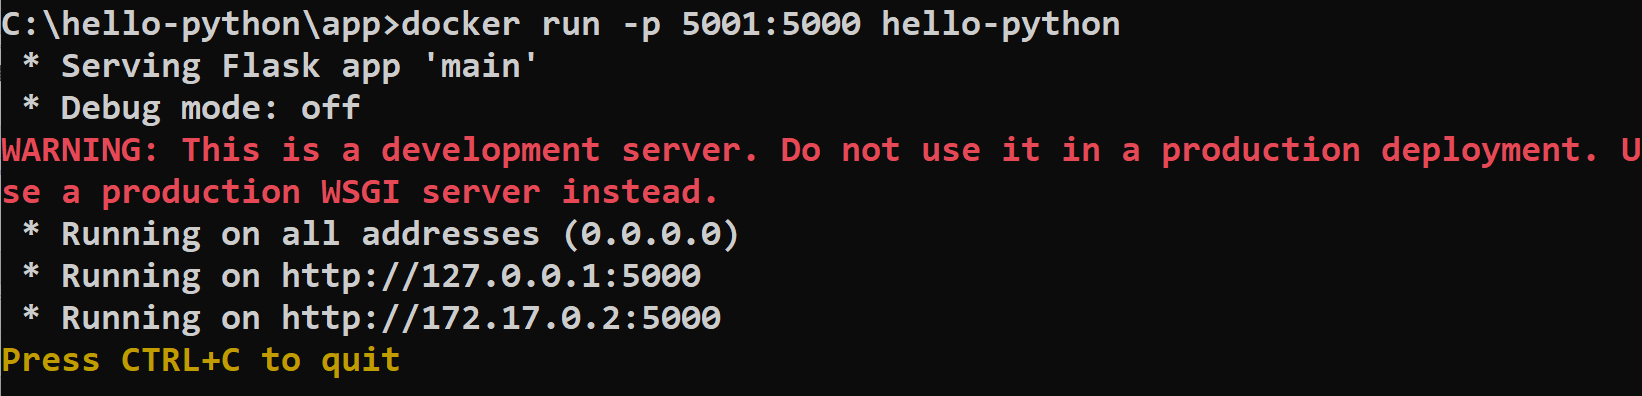 C:\hello-python\app>docker run -p 5001:5000 hello-python
 * Serving Flask app 'main'
 * Debug mode: off
WARNING: This is a development server. Do not use it in a production deployment. U
se a production WSGI server instead.
 * Running on all addresses (0.0.0.0)
 * Running on http://127.0.0.1:5000
 * Running on http://172.17.0.2:5000
Press CTRL+C to quit